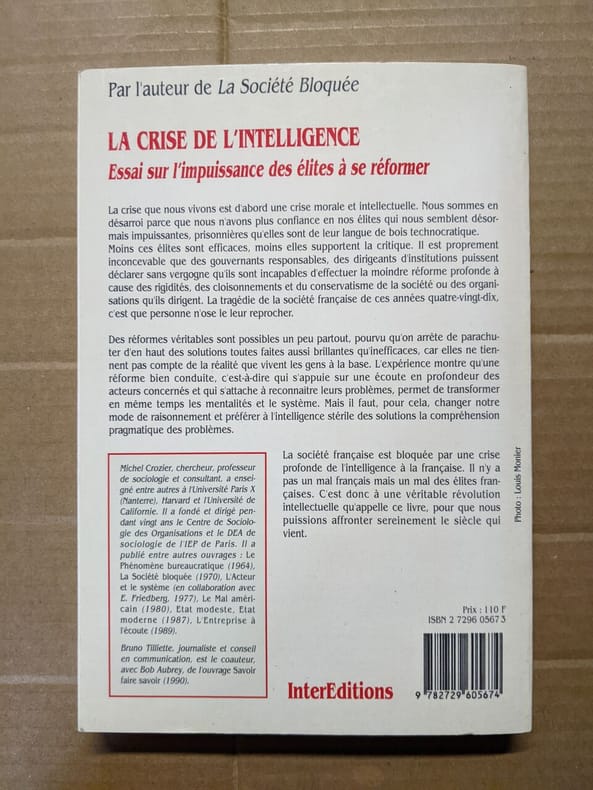 Par l'auteur de La Société Bloquée
LA CRISE DE L'INTELLIGENCE
Essai sur l'impuissance des élites à se réformer
La crise que nous vivons est d'abord une crise morale et intellectuelle. Nous sommes en
désarroi parce que nous n'avons plus confiance en nos élites qui nous semblent désor-
mais impuissantes, prisonnières qu'elles sont de leur langue de bois technocratique.
Moins ces élites sont efficaces, moins elles supportent la critique. Il est proprement
inconcevable que des gouvernants responsables, des dirigeants d'institutions puissent
déclarer sans vergogne qu'ils sont incapables d'effectuer la moindre réforme profonde à
cause des rigidités, des cloisonnements et du conservatisme de la société ou des organi-
sations qu'ils dirigent. La tragédie de la société française de ces années quatre-vingt-dix,
c'est que personne n'ose le leur reprocher.
Des réformes véritables sont possibles un peu partout, pourvu qu'on arrête de parachu-
ter d'en haut des solutions toutes faites aussi brillantes qu'inefficaces, car elles ne tien-
nent pas compte de la réalité que vivent les gens à la base. L'expérience montre qu'une
réforme bien conduite, c'est-à-dire qui s'appuie sur une écoute en profondeur des
acteurs concernés et qui s'attache à reconnaitre leurs problèmes, permet de transformer
en même temps les mentalités et le système. Mais il faut, pour cela, changer notre
mode de raisonnement et préférer à l'intelligence stérile des solutions la compréhension
pragmatique des problèmes.
Michel Crozier, chercheur, professeur
de sociologie et consultant, a ensei-
gné entre autres à l'Université Paris X
(Nanterre), Harvard et l'Université de
Californie. Il a fondé et dirigé pen-
dant vingt ans le Centre de Sociolo-
gie des Organisations et le DEA de
sociologie de l'IEP de Paris. Il a
publié entre autres ouvrages : Le
Phénomène bureaucratique (1964),
La Société bloquée (1970), L'Acteur
et le système (en collaboration avec
E. Friedberg, 1977), Le Mal améri-
cain (1980), Etat modeste, Etat
moderne (1987), L'Entreprise à
l'écoute (1989).
Bruno Tilliette, journaliste et conseil
en communication, est le coauteur,
avec Bob Aubrey, de l'ouvrage Savoir
faire savoir (1990).
La société française est bloquée par une crise
profonde de l'intelligence à la française. Il n'y a
pas un mal français mais un mal des élites fran-
çaises. C'est donc à une véritable révolution
intellectuelle qu'appelle ce livre, pour que nous
puissions affronter sereinement le siècle qui
vient.
Photo : Louis Monier
Prix : 110 F
ISBN 2 7296 0567 3
InterEditions
9 782729 605674